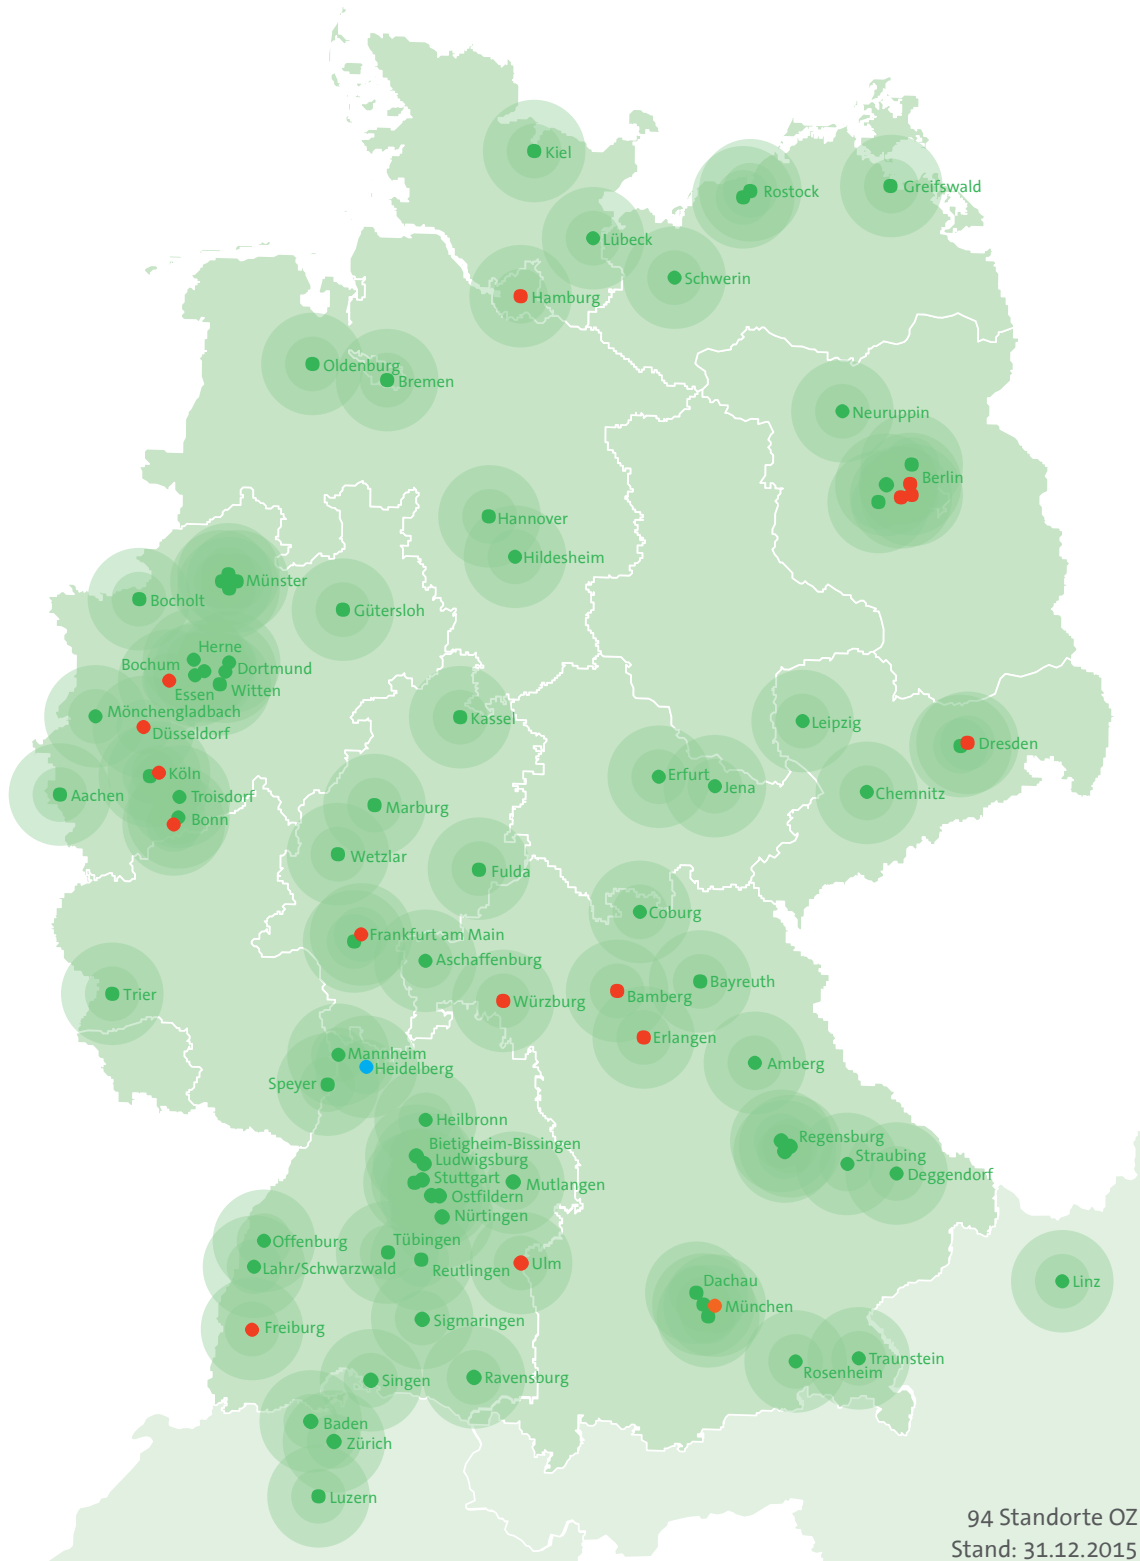 Kiel
Rostock
Greifswald
Lübeck
Schwerin
Hamburg
Oldenburg
Bremen
Neuruppin
Berlin
Hannover
Hildesheim
Münster
Bocholt
Gütersloh
Herne
Bochum
Dortmund
Essen
Witten
Mönchengladbach
Düsseldorf
Kassel
Leipzig
Dresden
Köln
Erfurt
Jena
Chemnitz
Aachen
Troisdorf
Bonn
Marburg
Wetzlar
Fulda
Coburg
Frankfurt am Main
Aschaffenburg
Trier
Würzburg
Bamberg
Bayreuth
Erlangen
Mannheim
Heidelberg
Speyer
Amberg
Heilbronn
Bietigheim-Bissingen
Ludwigsburg
Stuttgart
Ostfildern
Nürtingen
Mutlangen
Regensburg
Straubing
Deggendorf
Offenburg
Tübingen
Lahr/Schwarzwald
Reutlingen
Ulm
Dachau
München
Linz
Freiburg
Sigmaringen
Traunstein
Rosenheim
Singen
Ravensburg
Baden
Zürich
Luzern
94 Standorte OZ
Stand: 31.12.2015